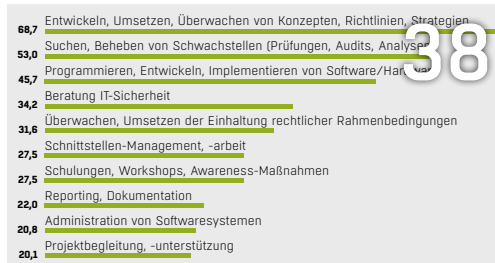 Entwickeln, Umsetzen, Überwachen von Konzepten, Richtlinien, Strategien
68,7
Suchen, Beheben von Schwachstellen (Prüfungen, Audits, Analysen
53,0
Programmieren, Entwickeln, Implementieren von Software/Hardware
45,7
38
Beratung IT-Sicherheit
34,2
Überwachen, Umsetzen der Einhaltung rechtlicher Rahmenbedingungen
31,6
Schnittstellen-Management, -arbeit
27,5
Schulungen, Workshops, Awareness-Maßnahmen
27,5
Reporting, Dokumentation
22,0
Administration von Softwaresystemen
20,8
Projektbegleitung, -unterstützung
20,1